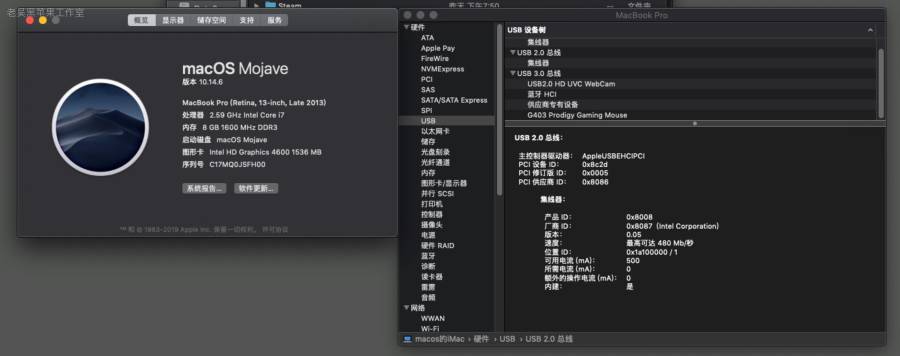 老吴黑苹果工作室
Steam
昨天 下午7:50
文件夹
概览 显示器 储存空间 支持 服务
macOS Mojave
版本 10.14.6
MacBook Pro (Retina, 13-inch, Late 2013)
处理器 2.59 GHz Intel Core i7
内存 8 GB 1600 MHz DDR3
启动磁盘 macOS Mojave
图形卡 Intel HD Graphics 4600 1536 MB
序列号 C17MQ0JSFH00
系统报告... 软件更新...
™ 和 © 1983-2019 Apple Inc. 保留一切权利。 许可协议
MacBook Pro
硬件
ATA
Apple Pay
FireWire
NVMExpress
PCI
SAS
SATA/SATA Express
SPI
USB
以太网卡
储存
光盘刻录
光纤通道
内存
图形卡/显示器
并行 SCSI
打印机
控制器
摄像头
电源
硬件 RAID
蓝牙
诊断
读卡器
雷雳
音频
网络
WWAN
Wi-Fi
USB 设备树
集线器
USB 2.0 总线
集线器
USB 3.0 总线
USB2.0 HD UVC WebCam
蓝牙 HCI
供应商专有设备
G403 Prodigy Gaming Mouse
USB 2.0 总线:
主控制器驱动器: AppleUSBEHCIPCI
PCI 设备 ID: 0x8c2d
PCI 修订版 ID: 0x0005
PCI 供应商 ID: 0x8086
集线器:
产品 ID: 0x8008
厂商 ID: 0x8087 (Intel Corporation)
版本: 0.05
速度: 最高可达 480 Mb/秒
位置 ID: 0x1a100000 / 1
可用电流 (mA): 500
所需电流 (mA): 0
额外的操作电流 (mA): 0
内建: 是
macos的iMac › 硬件 › USB › USB 2.0 总线